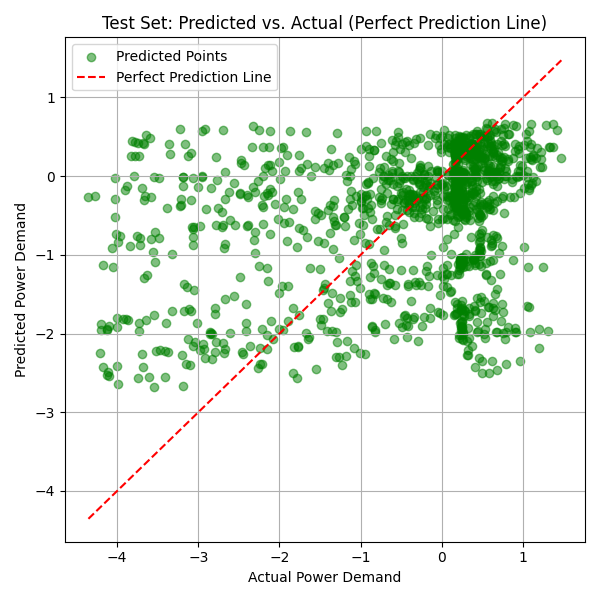 Test Set: Predicted vs. Actual (Perfect Prediction Line)
Predicted Points
Perfect Prediction Line
1
0
−1
−2
−3
−4
Predicted Power Demand
−4 −3 −2 −1 0 1
Actual Power Demand